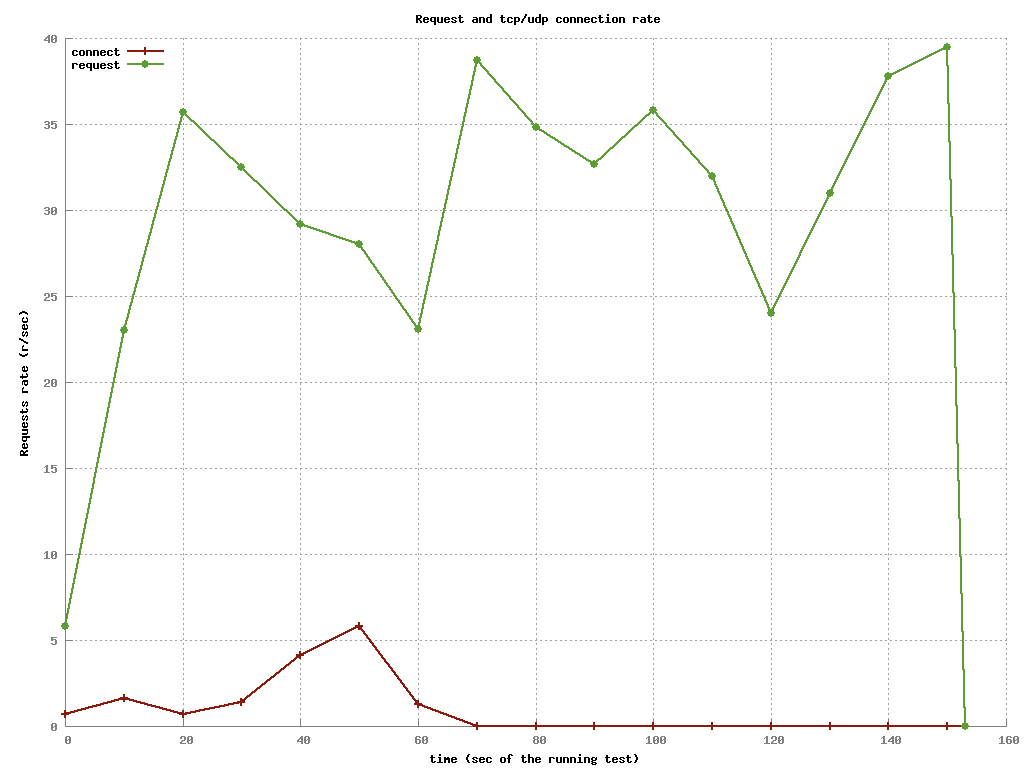 Request and tcp/udp connection rate
connect
request
40
35
30
25
20
15
10
5
0
Requests rate (r/sec)
0 20 40 60 80 100 120 140 160
time (sec of the running test)